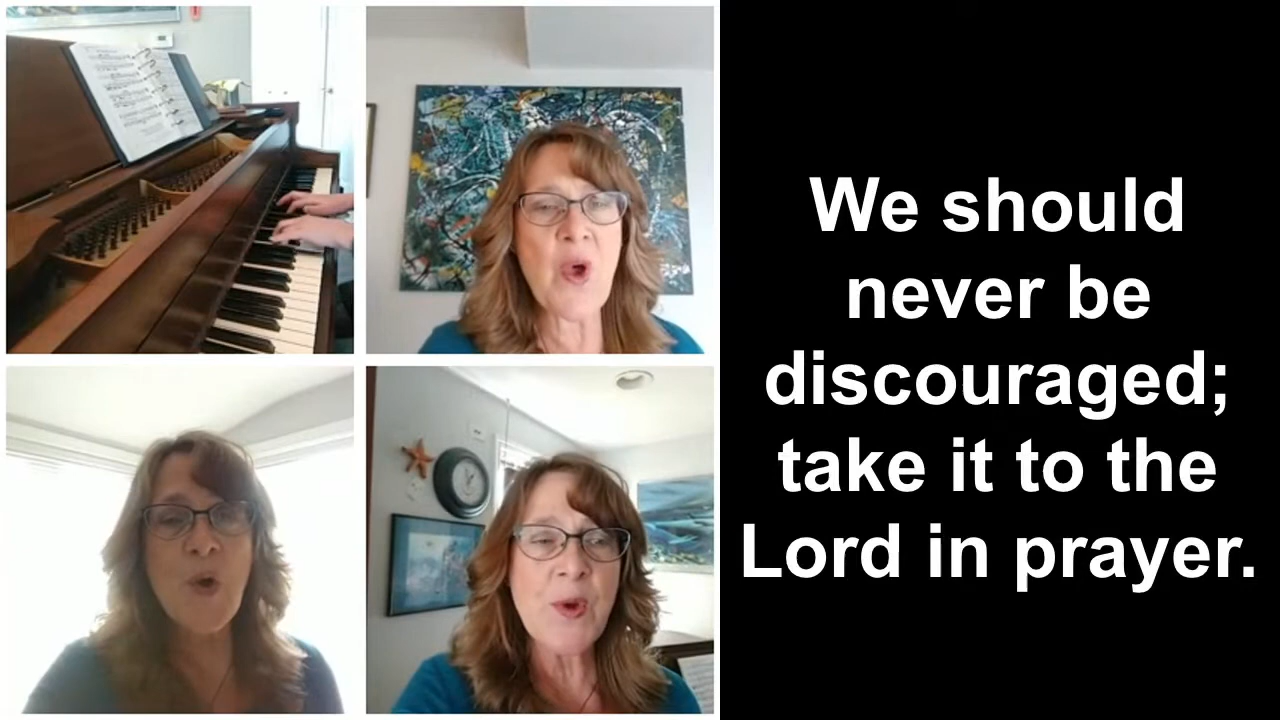 We should
never be
discouraged;
take it to the
Lord in prayer.